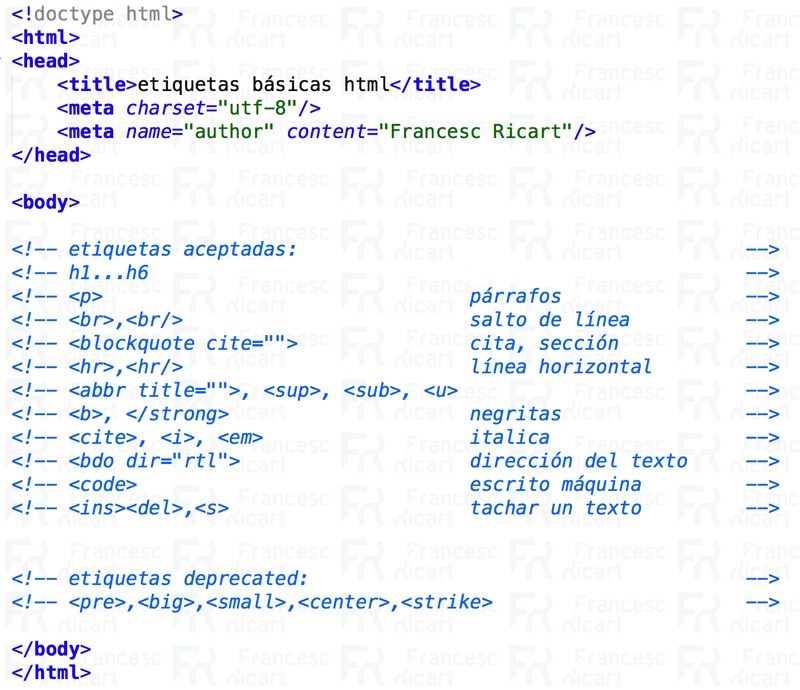 <!doctype html>
<html>
<head>
    <title>etiquetas básicas html</title>
    <meta charset="utf-8"/>
    <meta name="author" content="Francesc Ricart"/>
</head>

<body>

<!-- etiquetas aceptadas: -->
<!-- h1...h6 -->
<!-- <p> párrafos -->
<!-- <br>,<br/> salto de línea -->
<!-- <blockquote cite=""> cita, sección -->
<!-- <hr>,<hr/> línea horizontal -->
<!-- <abbr title="">, <sup>, <sub>, <u> -->
<!-- <b>, </strong> negritas -->
<!-- <cite>, <i>, <em> italica -->
<!-- <bdo dir="rtl"> dirección del texto -->
<!-- <code> escrito máquina -->
<!-- <ins><del>,<s> tachar un texto -->

<!-- etiquetas deprecated: -->
<!-- <pre>,<big>,<small>,<center>,<strike> -->

</body>
</html>
FR Francesc Ricart